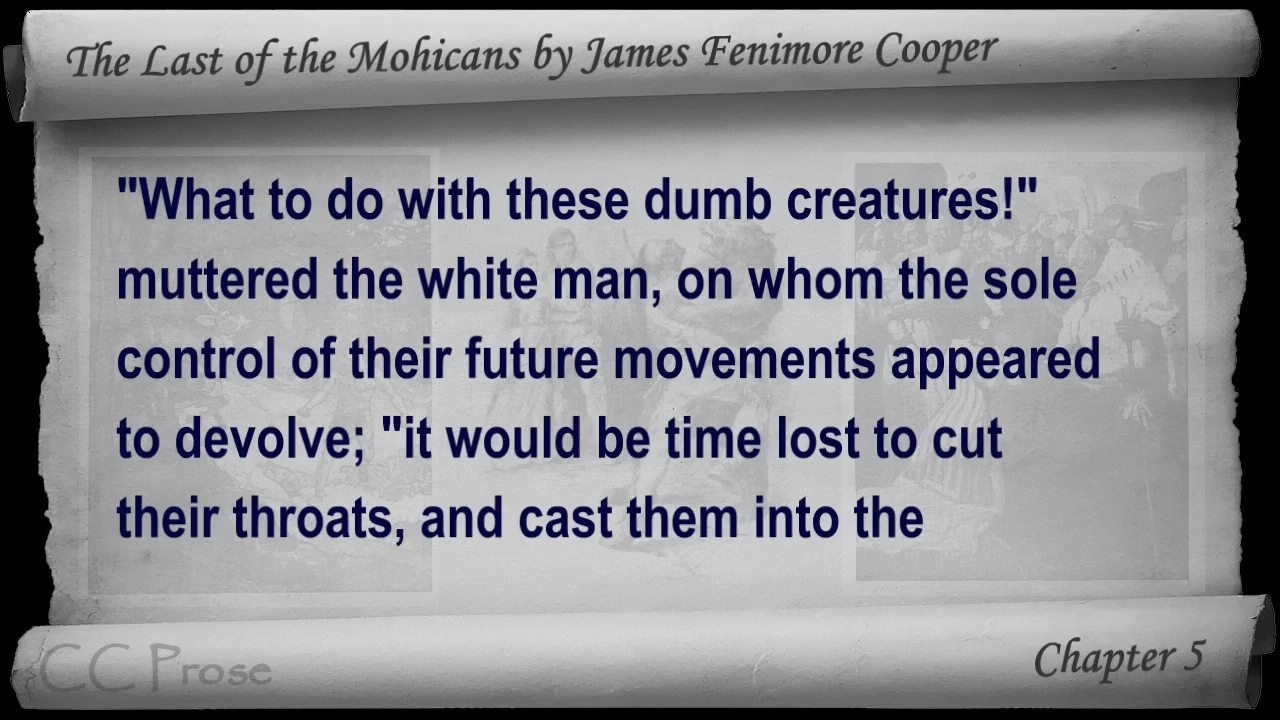 The Last of the Mohicans by James Fenimore Cooper
"What to do with these dumb creatures!"
muttered the white man, on whom the sole
control of their future movements appeared
to devolve; "it would be time lost to cut
their throats, and cast them into the
CC Prose
Chapter 5